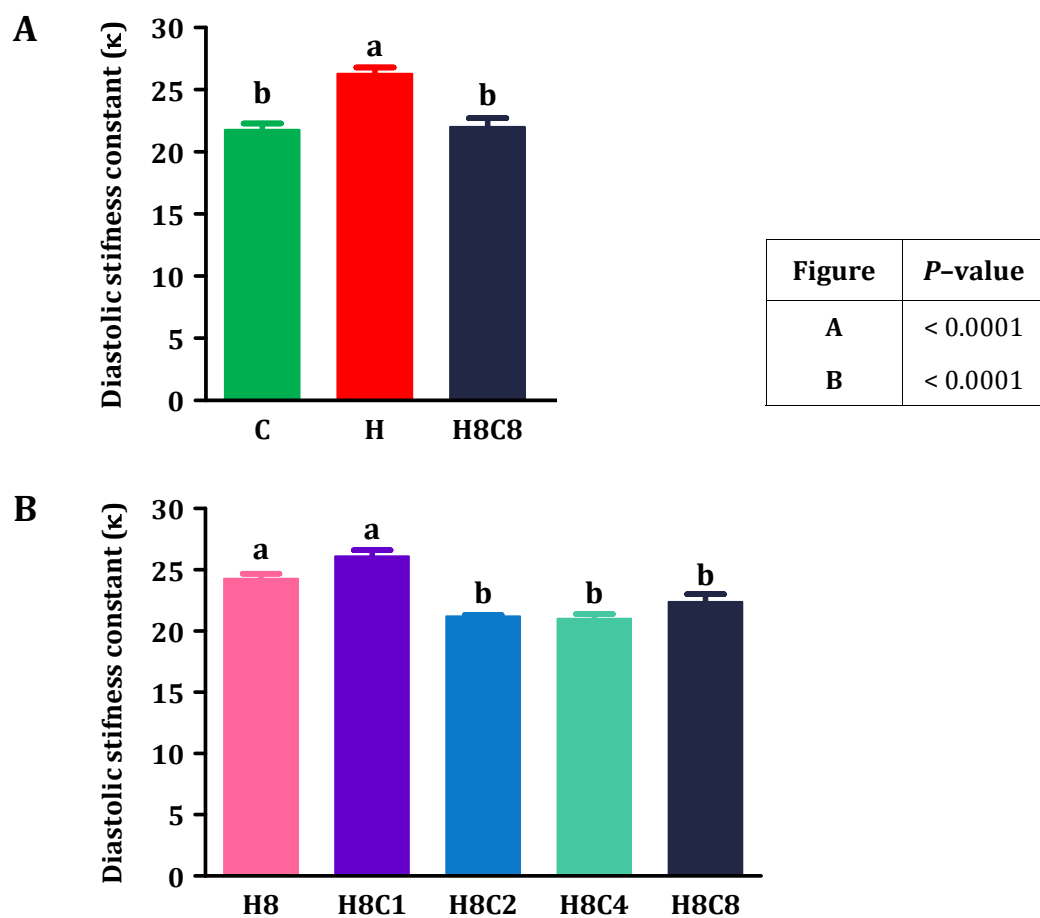 A
Diastolic stifness constant (κ)
30
25
20
15
10
5
0
b
a
b
C H H8C8
Figure P–value
A < 0.0001
B < 0.0001
B
Diastolic stifness constant (κ)
30
25
20
15
10
5
0
a
a
b
b
b
H8 H8C1 H8C2 H8C4 H8C8